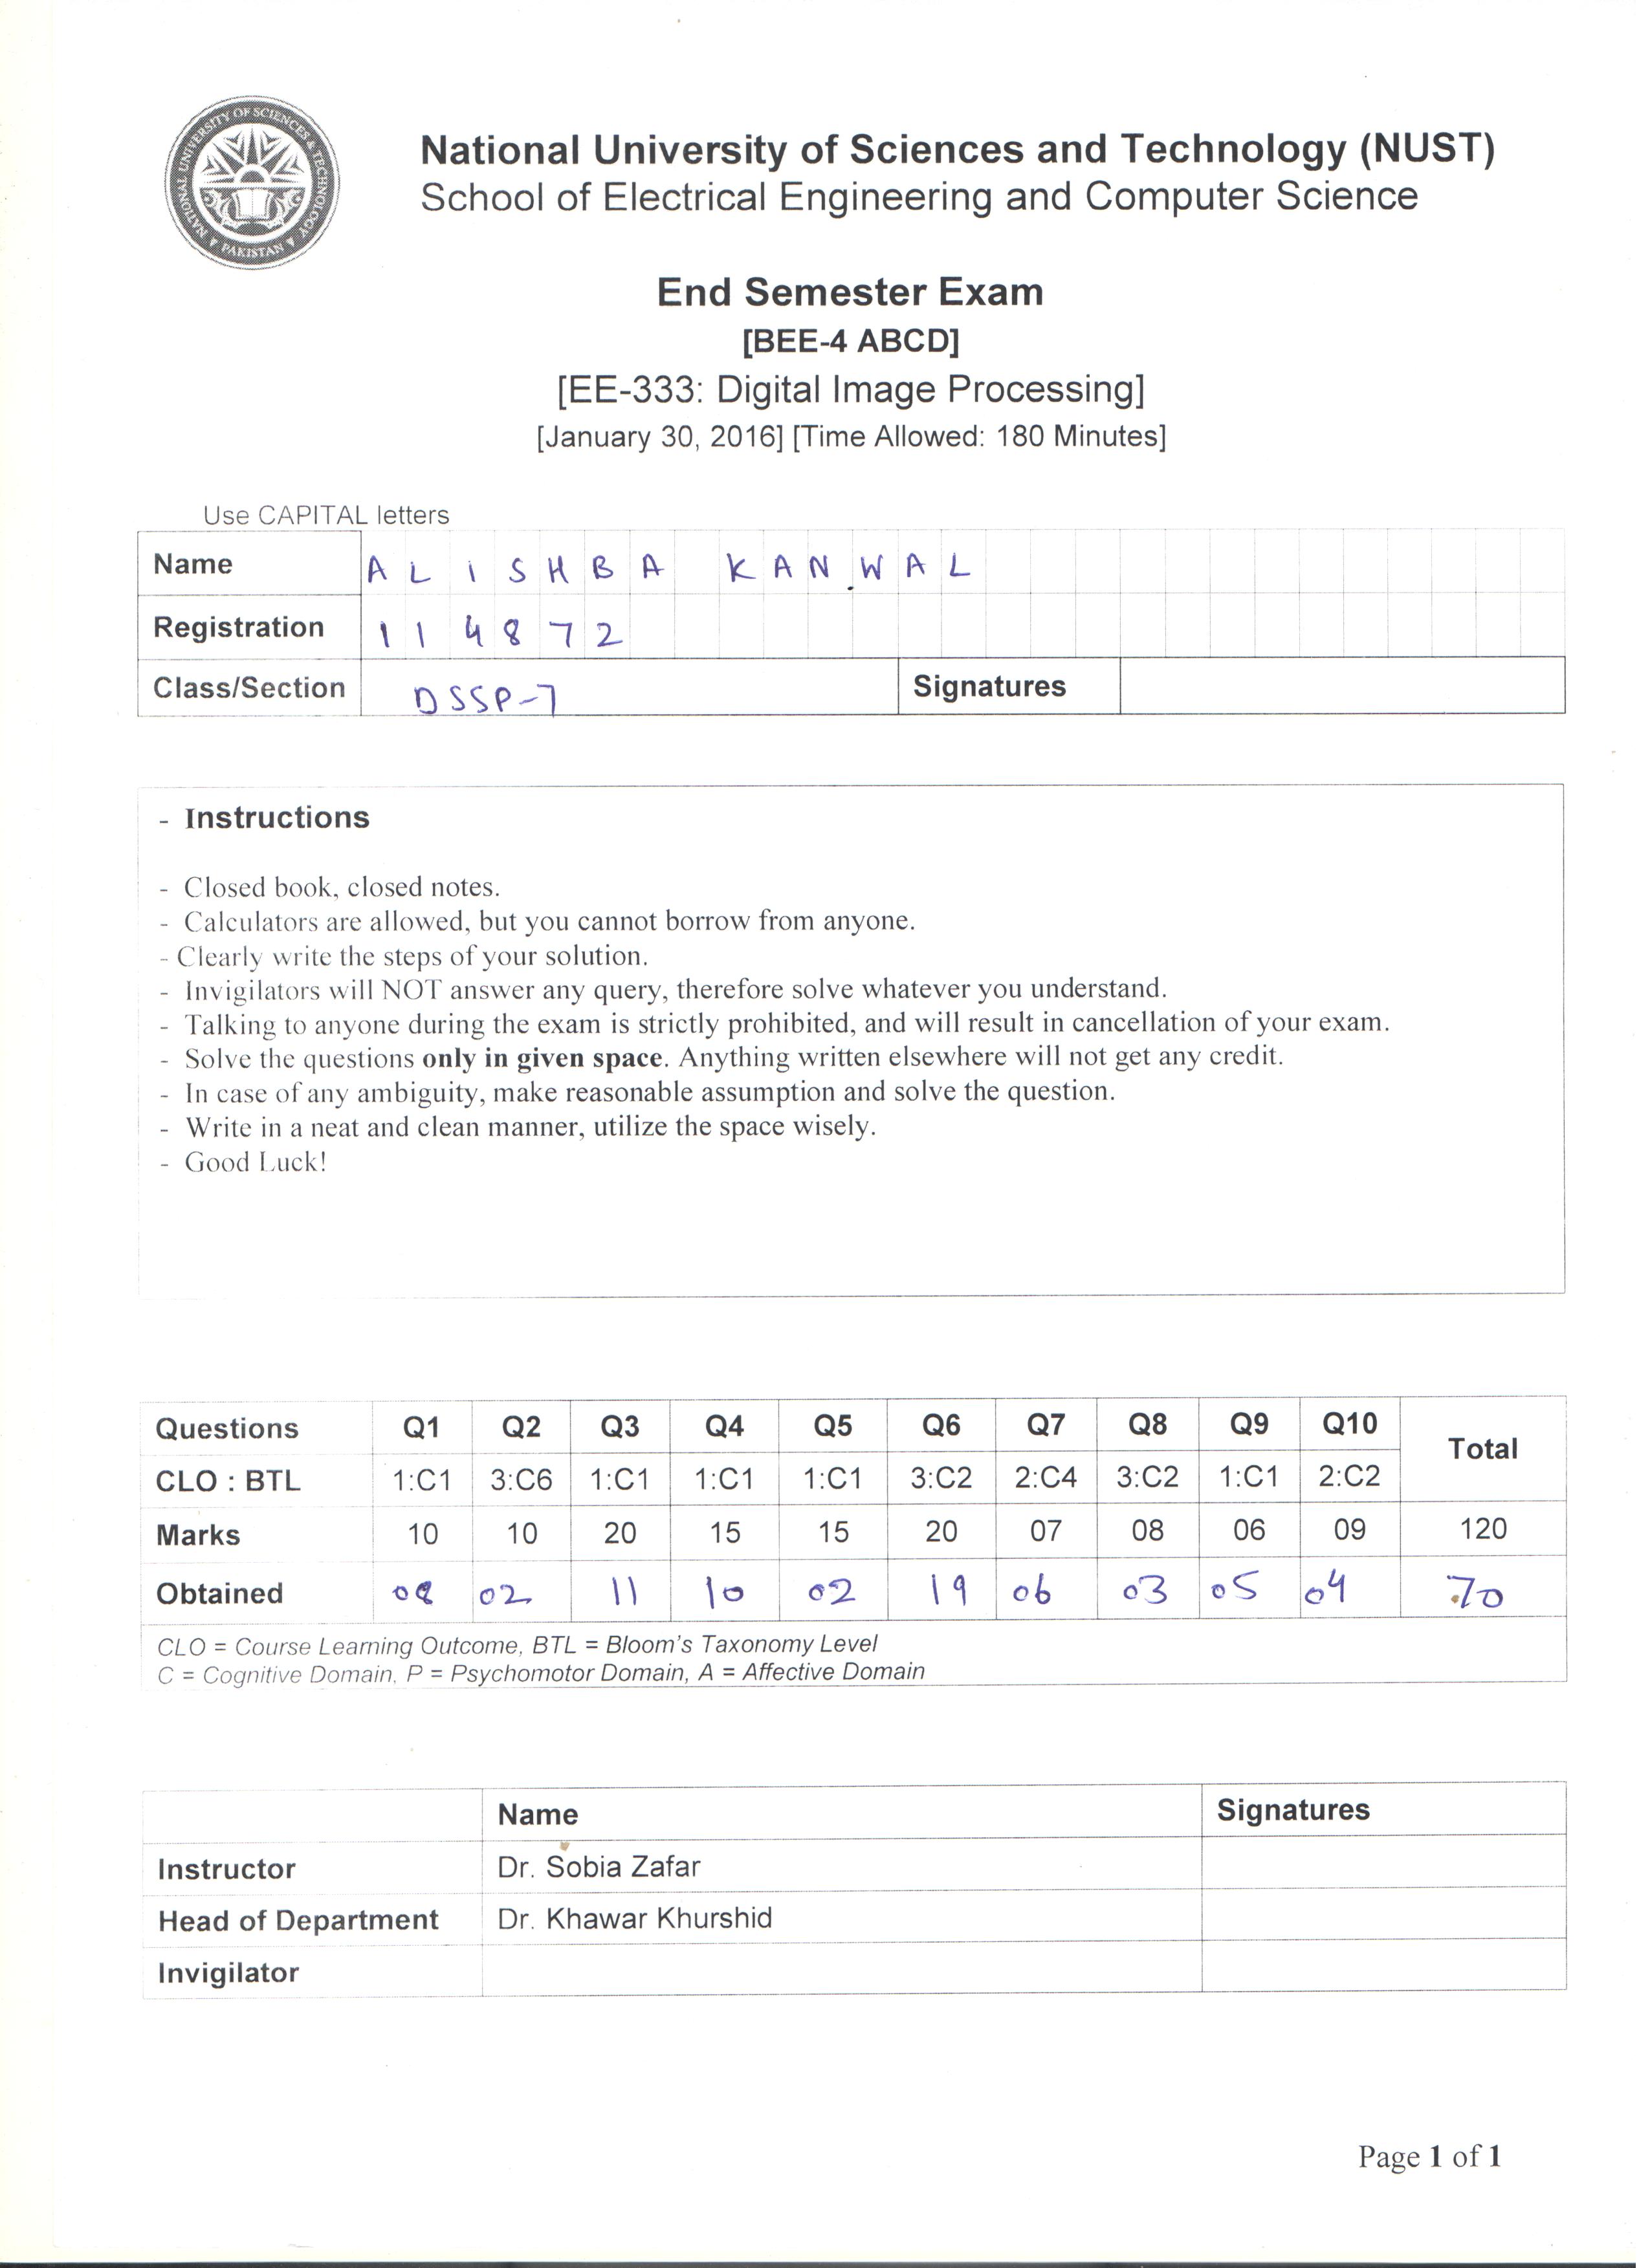 NATIONAL UNIVERSITY OF SCIENCES & TECHNOLOGY
PAKISTAN
National University of Sciences and Technology (NUST)
School of Electrical Engineering and Computer Science
End Semester Exam
[BEE-4 ABCD]
[EE-333: Digital Image Processing]
[January 30, 2016] [Time Allowed: 180 Minutes]
Use CAPITAL letters
Name ALISHBA KANWAL
Registration 114872
Class/Section DSSP-7 Signatures
- Instructions
- Closed book, closed notes.
- Calculators are allowed, but you cannot borrow from anyone.
- Clearly write the steps of your solution.
- Invigilators will NOT answer any query, therefore solve whatever you understand.
- Talking to anyone during the exam is strictly prohibited, and will result in cancellation of your exam.
- Solve the questions only in given space. Anything written elsewhere will not get any credit.
- In case of any ambiguity, make reasonable assumption and solve the question.
- Write in a neat and clean manner, utilize the space wisely.
- Good Luck!
Questions Q1 Q2 Q3 Q4 Q5 Q6 Q7 Q8 Q9 Q10 Total
CLO : BTL 1:C1 3:C6 1:C1 1:C1 1:C1 3:C2 2:C4 3:C2 1:C1 2:C2
Marks 10 10 20 15 15 20 07 08 06 09 120
Obtained 08 02 11 10 02 19 06 03 05 04 70
CLO = Course Learning Outcome, BTL = Bloom's Taxonomy Level
C = Cognitive Domain, P = Psychomotor Domain, A = Affective Domain
Name Signatures
Instructor Dr. Sobia Zafar
Head of Department Dr. Khawar Khurshid
Invigilator
Page 1 of 1